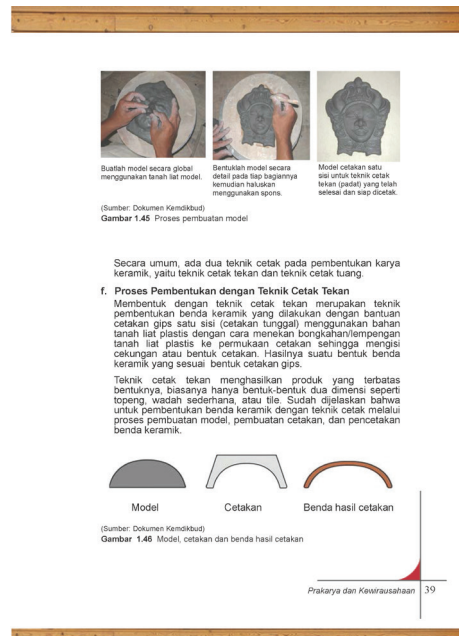 Buatlah model secara global
menggunakan tanah liat model.
Bentuklah model secara
detail pada tiap bagiannya
kemudian haluskan
menggunakan spons.
Model cetakan satu
sisi untuk teknik cetak
tekan (padat) yang telah
selesai dan siap dicetak.
(Sumber: Dokumen Kemdikbud)
Gambar 1.45 Proses pembuatan model
Secara umum, ada dua teknik cetak pada pembentukan karya
keramik, yaitu teknik cetak tekan dan teknik cetak tuang.
f. Proses Pembentukan dengan Teknik Cetak Tekan
Membentuk dengan teknik cetak tekan merupakan teknik
pembentukan benda keramik yang dilakukan dengan bantuan
cetakan gips satu sisi (cetakan tunggal) menggunakan bahan
tanah liat plastis dengan cara menekan bongkahan/lempengan
tanah liat plastis ke permukaan cetakan sehingga mengisi
cekungan atau bentuk cetakan. Hasilnya suatu bentuk benda
keramik yang sesuai bentuk cetakan gips.
Teknik cetak tekan menghasilkan produk yang terbatas
bentuknya, biasanya hanya bentuk-bentuk dua dimensi seperti
topeng, wadah sederhana, atau tile. Sudah dijelaskan bahwa
untuk pembentukan benda keramik dengan teknik cetak melalui
proses pembuatan model, pembuatan cetakan, dan pencetakan
benda keramik.
Model
Cetakan
Benda hasil cetakan
(Sumber: Dokumen Kemdikbud)
Gambar 1.46 Model, cetakan dan benda hasil cetakan
Prakarya dan Kewirausahaan
39